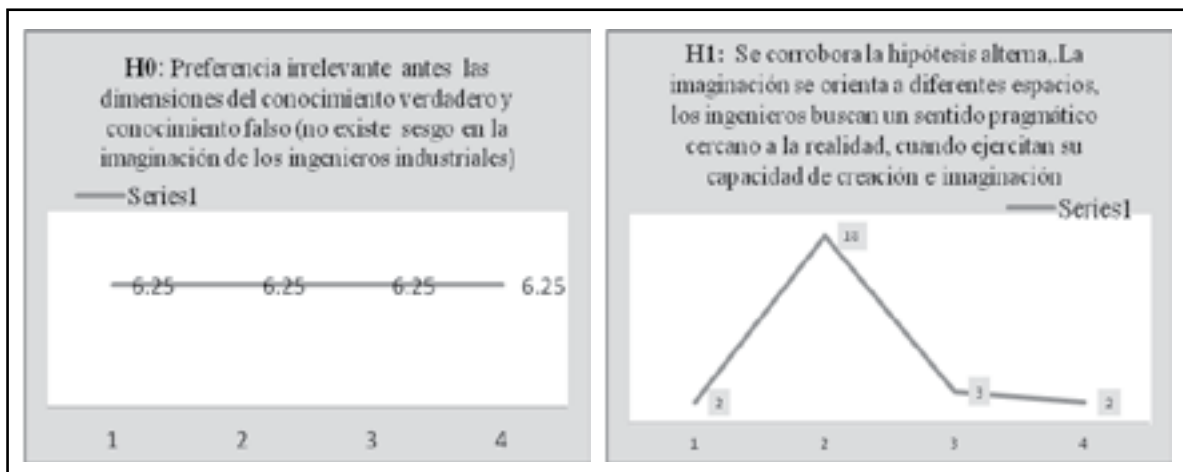 H0: Preferencia irrelevante antes las
dimensiones del conocimiento verdadero y
conocimiento falso (no existe sesgo en la
imaginación de los ingenieros industriales)
Series1
6.25 6.25 6.25 6.25
1 2 3 4
H1: Se corrobora la hipótesis alterna,.La
imaginación se orienta a diferentes espacios,
los ingenieros buscan un sentido pragmático
cercano a la realidad, cuando ejercitan su
capacidad de creación e imaginación
Series1
18
2 3 2
1 2 3 4